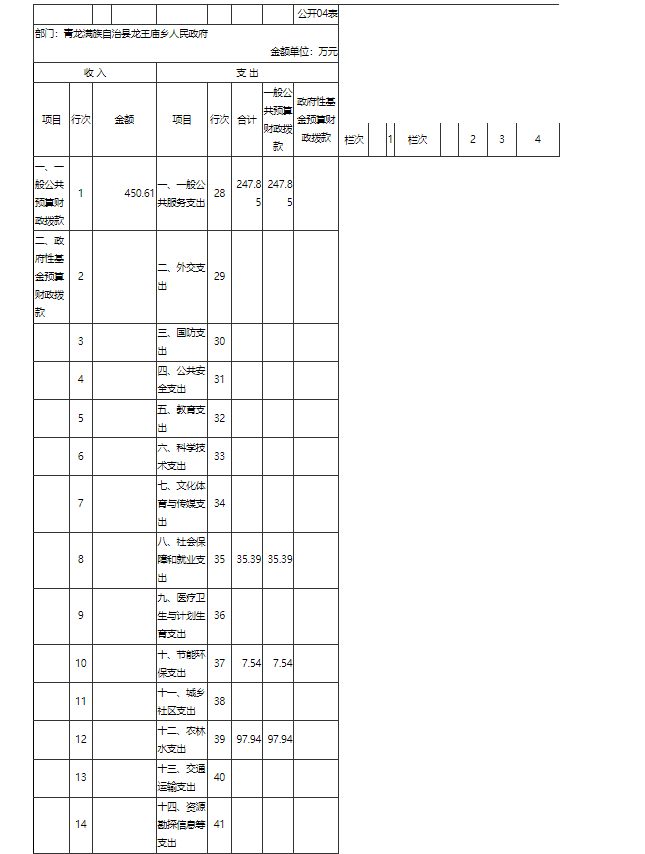 公开04表
部门：青龙满族自治县龙王庙乡人民政府
金额单位：万元
收 入 支 出
项目 行次 金额 项目 行次 合计 一般公共预算财政拨款 政府性基金预算财政拨款
栏次 1 栏次 2 3 4
一、一般公共预算财政拨款 1 450.61 一、一般公共服务支出 28 247.85 247.85
二、政府性基金预算财政拨款 2 二、外交支出 29
3 三、国防支出 30
4 四、公共安全支出 31
5 五、教育支出 32
6 六、科学技术支出 33
7 七、文化体育与传媒支出 34
8 八、社会保障和就业支出 35 35.39 35.39
9 九、医疗卫生与计划生育支出 36
10 十、节能环保支出 37 7.54 7.54
11 十一、城乡社区支出 38
12 十二、农林水支出 39 97.94 97.94
13 十三、交通运输支出 40
14 十四、资源勘探信息等支出 41